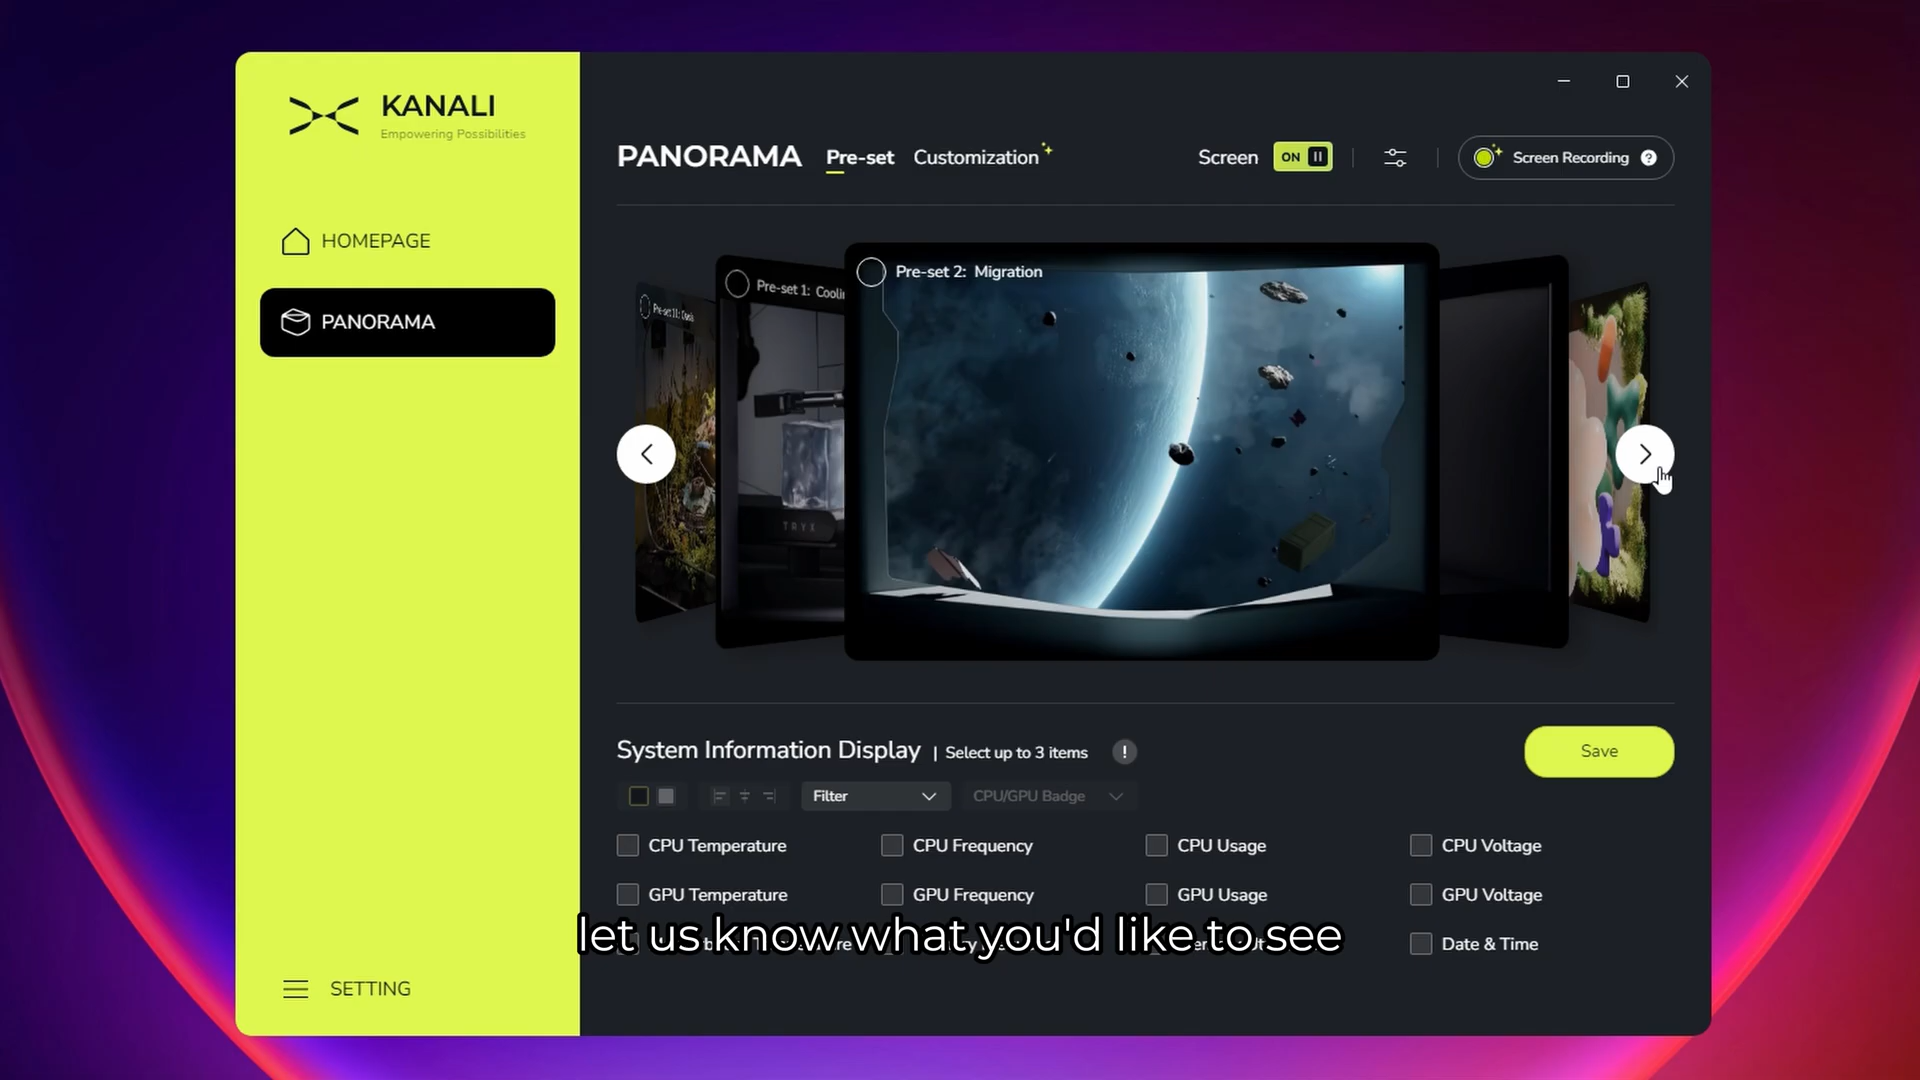 KANALI
Empowering Possibilities
HOMEPAGE
PANORAMA
SETTING
PANORAMA Pre-set Customization
Screen ON
Screen Recording ?
Pre-set 11: Oasis
Pre-set 1: Cooli
Pre-set 2: Migration
TRYX
System Information Display | Select up to 3 items !
Save
Filter CPU/GPU Badge
CPU Temperature CPU Frequency CPU Usage CPU Voltage
GPU Temperature GPU Frequency GPU Usage GPU Voltage
Date & Time
let us know what you'd like to see